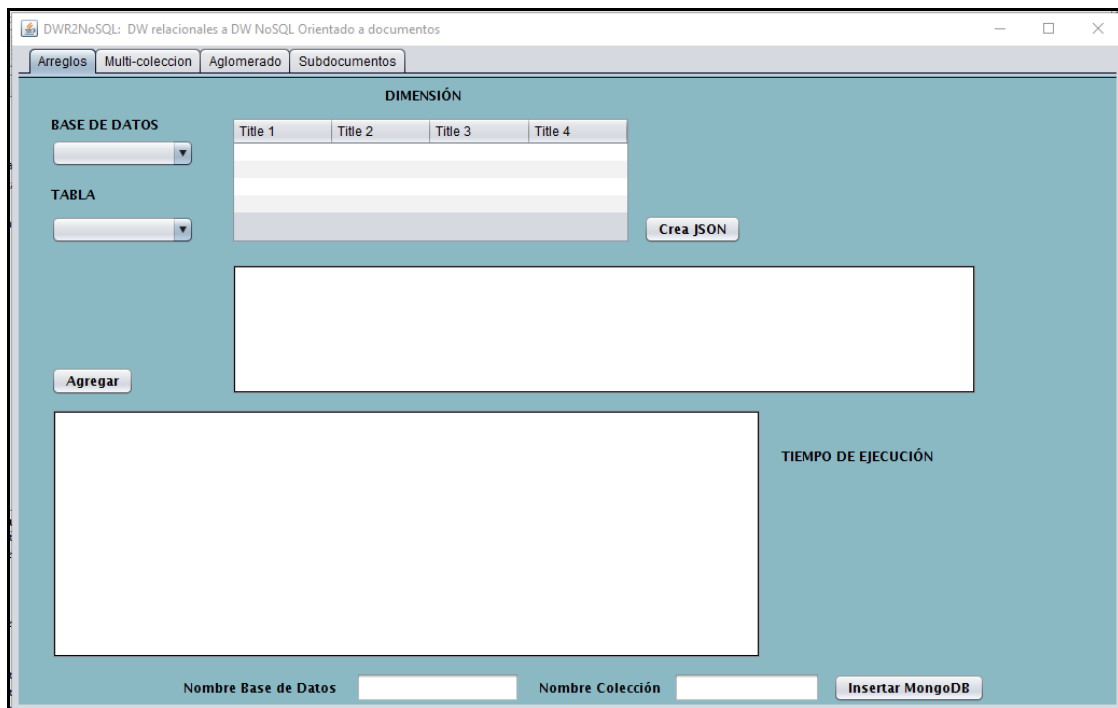 DWR2NoSQL: DW relacionales a DW NoSQL Orientado a documentos
Arreglos Multi-coleccion Aglomerado Subdocumentos
DIMENSIÓN
BASE DE DATOS
Title 1 Title 2 Title 3 Title 4
TABLA
Crea JSON
Agregar
TIEMPO DE EJECUCIÓN
Nombre Base de Datos Nombre Colección Insertar MongoDB